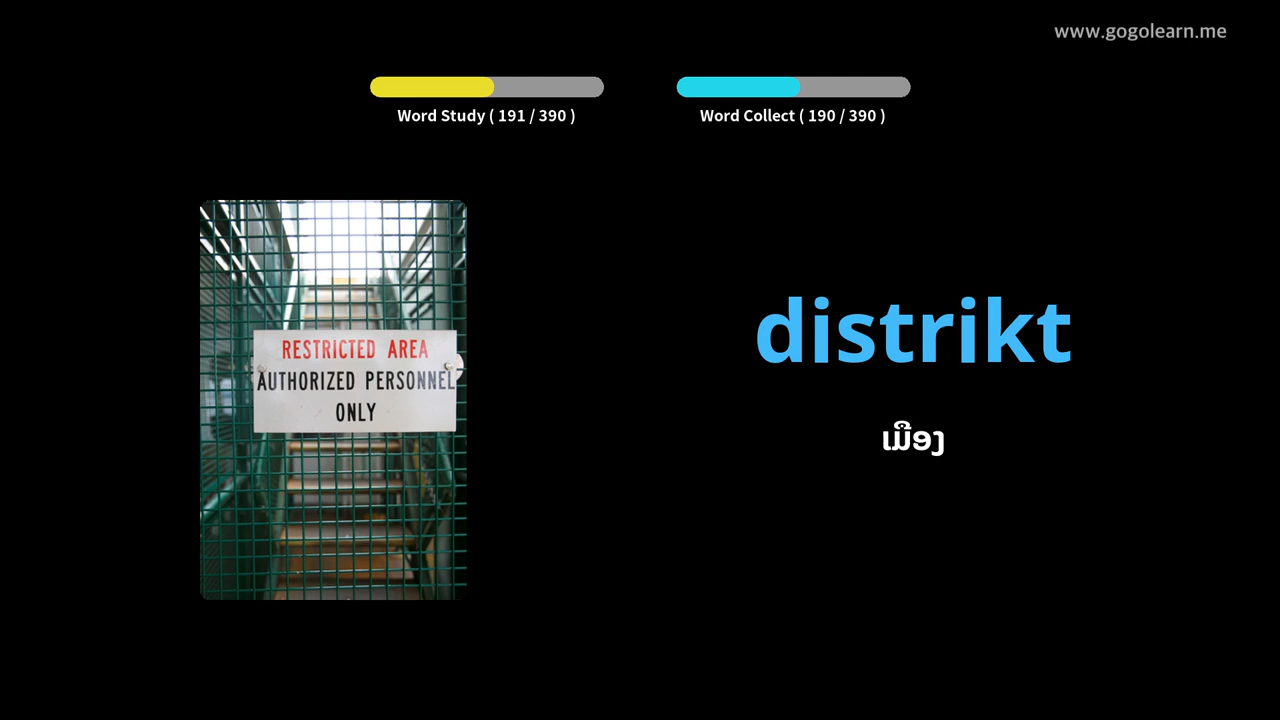 www.gogolearn.me
Word Study ( 191 / 390 )
Word Collect ( 190 / 390 )
RESTRICTED AREA
AUTHORIZED PERSONNEL
ONLY
distrikt
ເມືອງ